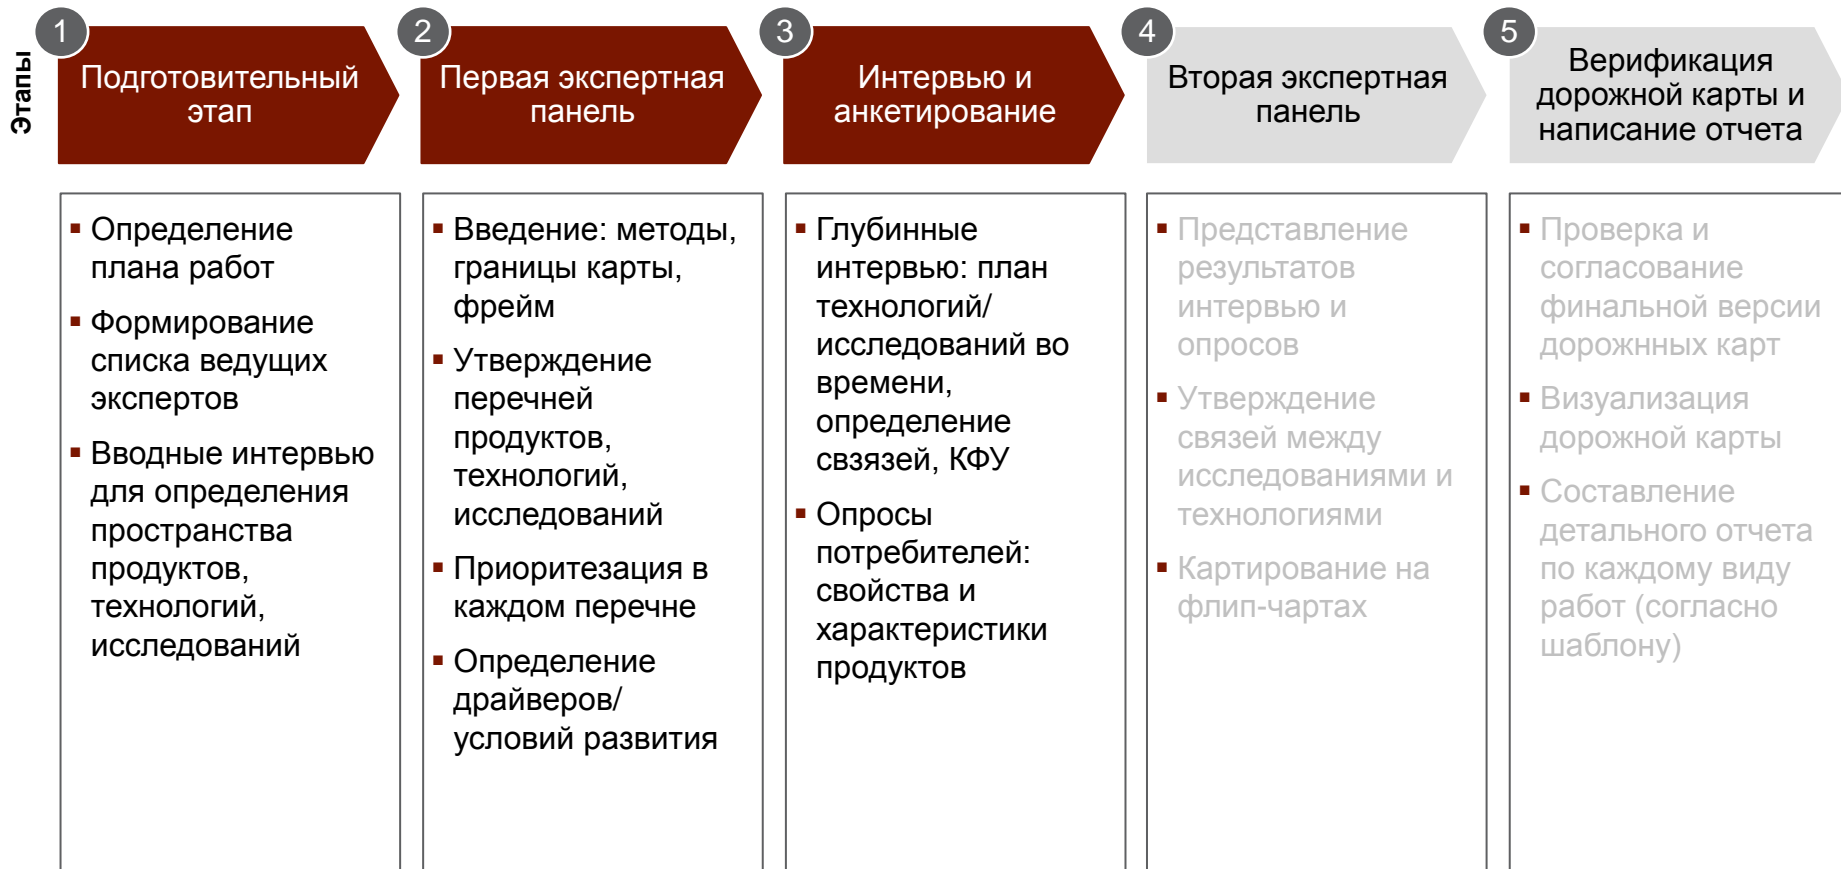 Этапы
1
Подготовительный
этап
2
Первая экспертная
панель
3
Интервью и
анкетирование
4
Вторая экспертная
панель
5
Верификация
дорожной карты и
написание отчета
Определение
плана работ
Формирование
списка ведущих
экспертов
Вводные интервью
для определения
пространства
продуктов,
технологий,
исследований
Введение: методы,
границы карты,
фрейм
Утверждение
перечней
продуктов,
технологий,
исследований
Приоритезация в
каждом перечне
Определение
драйверов/
условий развития
Глубинные
интервью: план
технологий/
исследований во
времени,
определение
свзязей, КФУ
Опросы
потребителей:
свойства и
характеристики
продуктов
Представление
результатов
интервью и
опросов
Утверждение
связей между
исследованиями и
технологиями
Картирование на
флип-чартах
Проверка и
согласование
финальной версии
дорожнных карт
Визуализация
дорожной карты
Составление
детального отчета
по каждому виду
работ (согласно
шаблону)